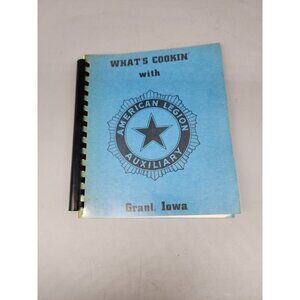 WHAT'S COOKIN'
with
AMERICAN LEGION
AUXILIARY
Grant, Iowa